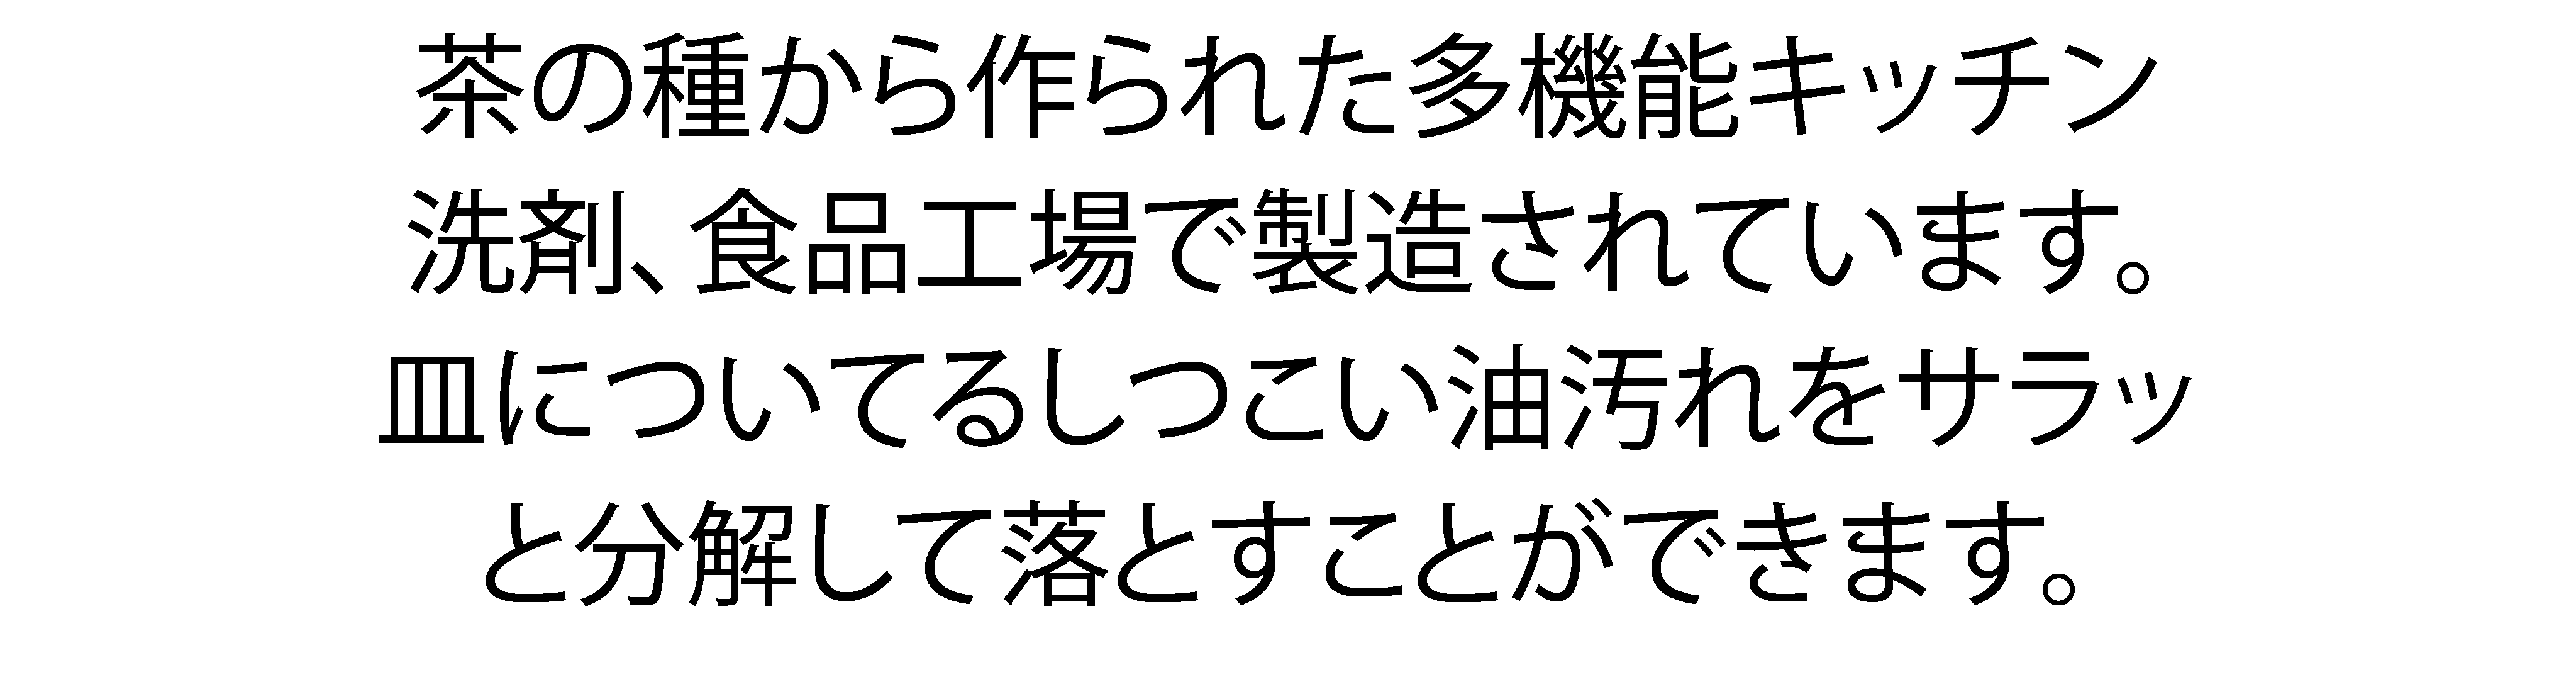 茶の種から作られた多機能キッチン
洗剤、食品工場で製造されています。
皿についてるしつこい油汚れをサラッ
と分解して落とすことができます。